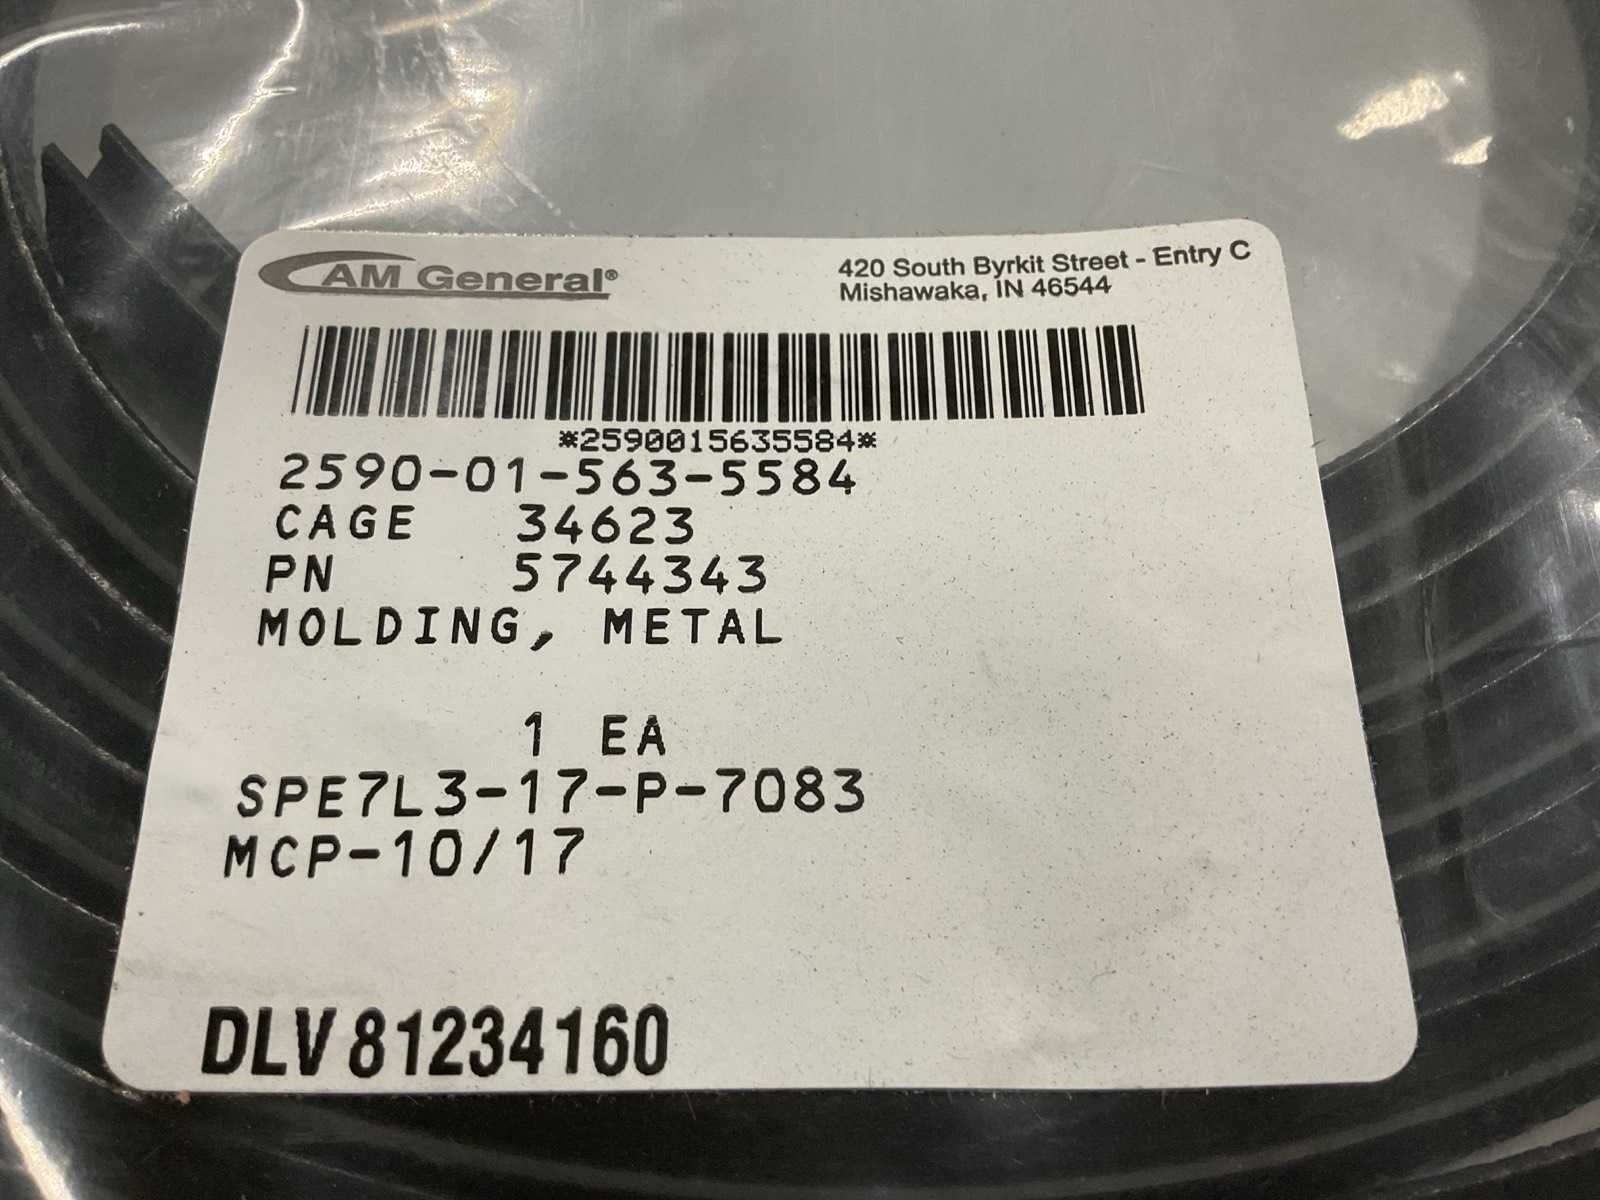 AM General®
420 South Byrkit Street - Entry C
Mishawaka, IN 46544
*2590015635584*
2590-01-563-5584
CAGE 34623
PN 5744343
MOLDING, METAL
1 EA
SPE7L3-17-P-7083
MCP-10/17
DLV 81234160